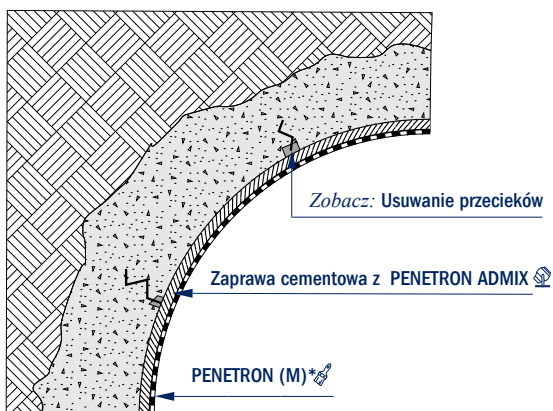 Zobacz: Usuwanie przecieków
Zaprawa cementowa z PENETRON ADMIX
PENETRON (M)*